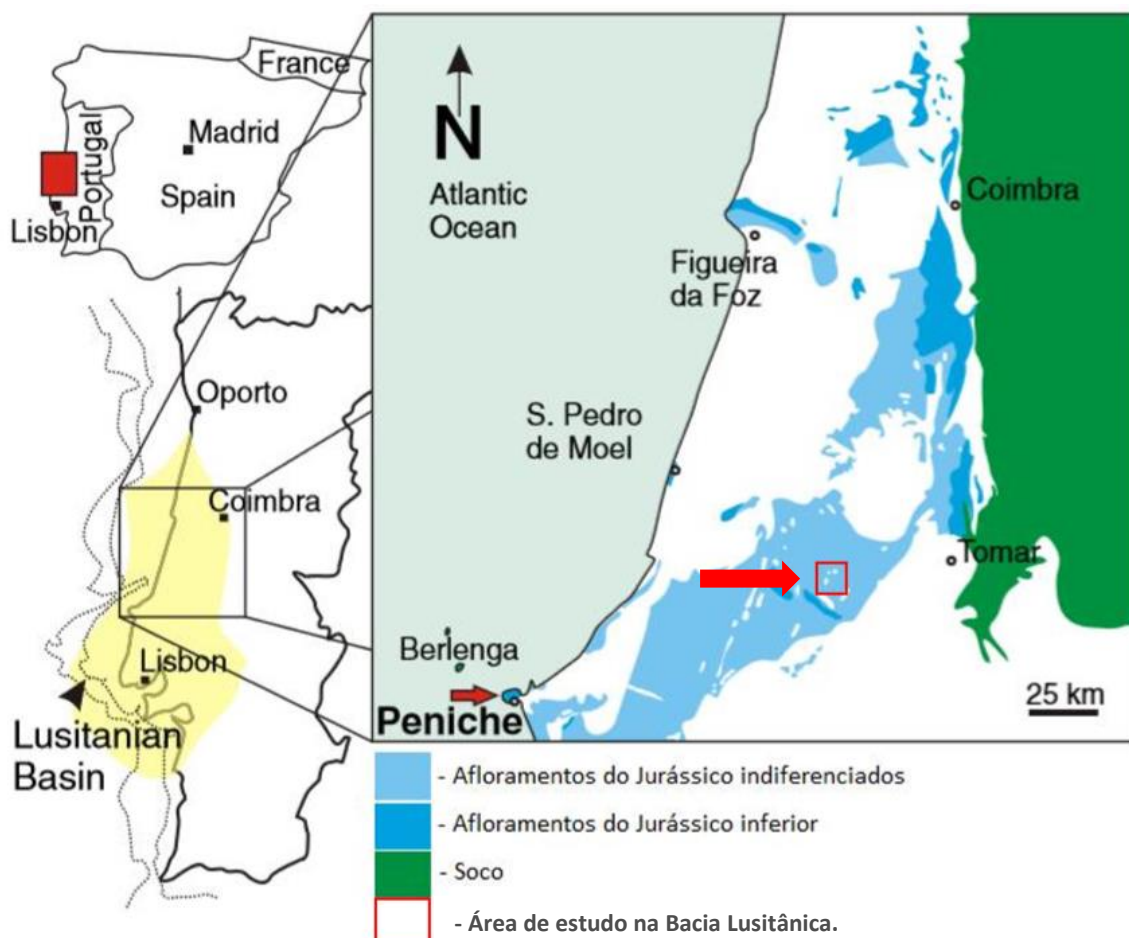 France
Madrid
Portugal
Spain
Lisbon
Oporto
Coimbra
Lisbon
Lusitanian
Basin
N
Atlantic
Ocean
Coimbra
Figueira
da Foz
S. Pedro
de Moel
Tomar
Berlenga
Peniche
25 km
- Afloramentos do Jurássico indiferenciados
- Afloramentos do Jurássico inferior
- Soco
- Área de estudo na Bacia Lusitânica.